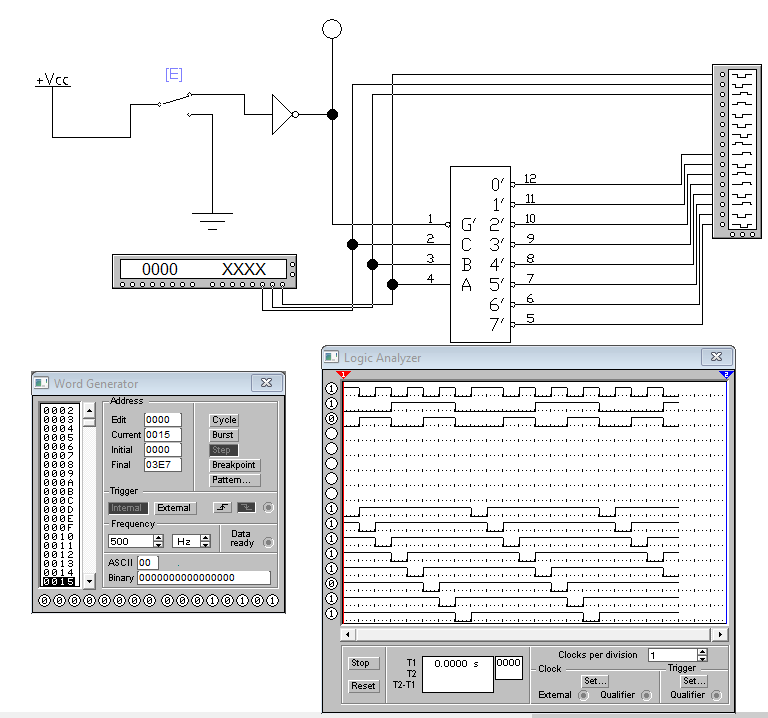 [E]
+Vcc
0000 XXXX
0' 12
1' 11
1 G' 2' 10
2 C 3' 9
3 B 4' 8
4 A 5' 7
6' 6
7' 5
Logic Analyzer
1 2
1
1
0
1
1
1
1
1
0
1
1
Stop
Reset
T1
T2
T2-T1
0.0000 s
0000
Clocks per division 1
Clock
Set...
External Qualifier
Trigger
Set...
Qualifier
Word Generator
0002
0003
0004
0005
0006
0007
0008
0009
000A
000B
000C
000D
000E
000F
0010
0011
0012
0013
0014
0015
Address
Edit 0000
Current 0015
Initial 0000
Final 03E7
Cycle
Burst
Step
Breakpoint
Pattern...
Trigger
Internal External
Frequency
500 Hz
Data
ready
ASCII 00
Binary 0000000000000000
0 0 0 0 0 0 0 0 0 0 0 1 0 1 0 1